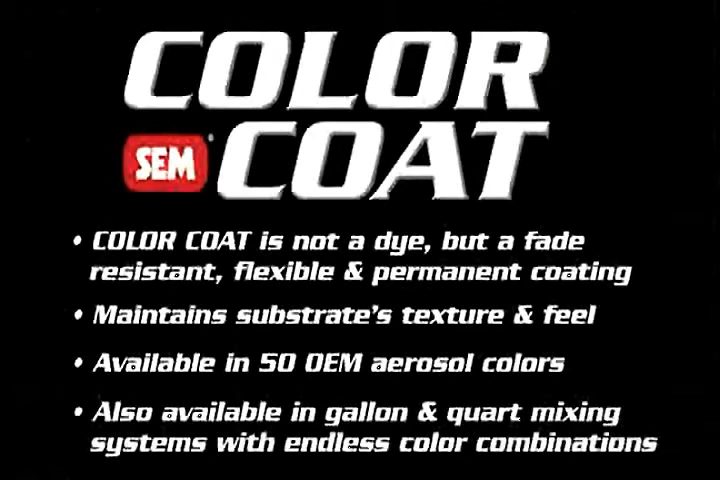 COLOR
SEM COAT
• COLOR COAT is not a dye, but a fade
resistant, flexible & permanent coating
• Maintains substrate's texture & feel
• Available in 50 OEM aerosol colors
• Also available in gallon & quart mixing
systems with endless color combinations